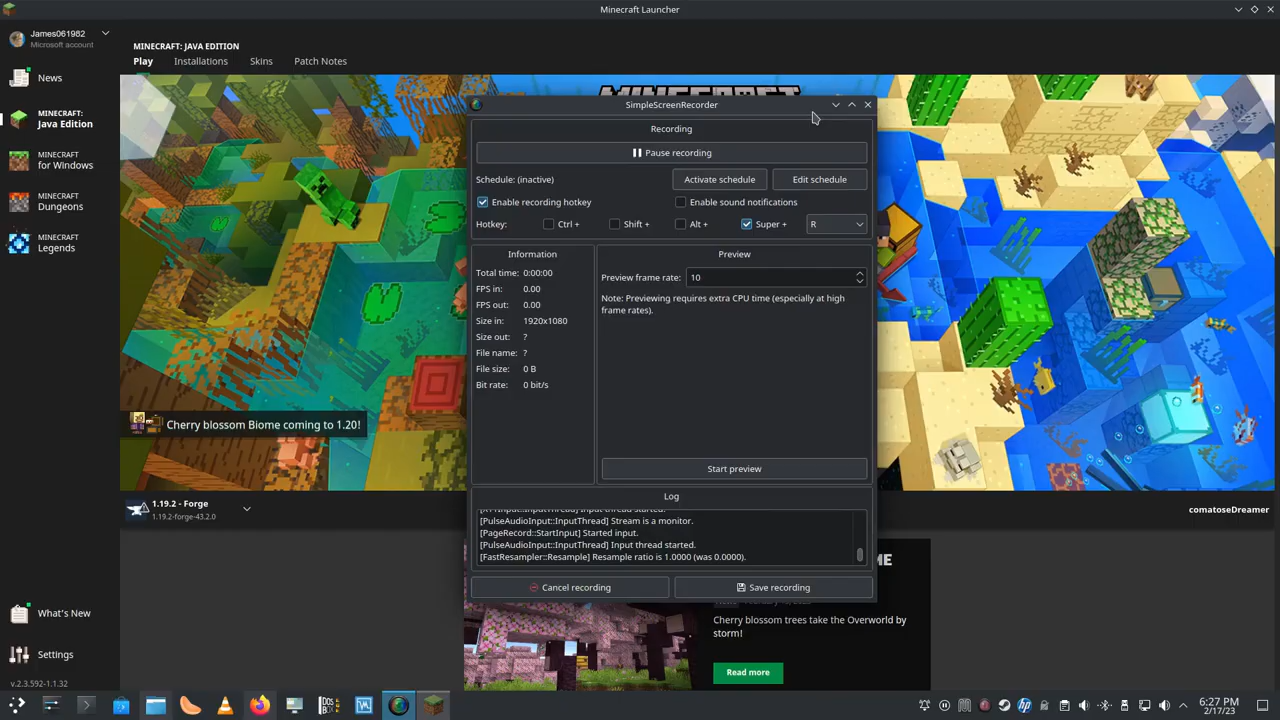 Minecraft Launcher
James061982
Microsoft account
MINECRAFT: JAVA EDITION
Play
Installations
Skins
Patch Notes
News
MINECRAFT:
Java Edition
MINECRAFT
for Windows
MINECRAFT
Dungeons
MINECRAFT
Legends
MINECRAFT
SimpleScreenRecorder
Recording
Pause recording
Schedule: (inactive)
Activate schedule
Edit schedule
Enable recording hotkey
Enable sound notifications
Hotkey:
Ctrl +
Shift +
Alt +
Super +
R
Information
Total time: 0:00:00
FPS in: 0.00
FPS out: 0.00
Size in: 1920x1080
Size out: ?
File name: ?
File size: 0 B
Bit rate: 0 bit/s
Preview
Preview frame rate: 10
Note: Previewing requires extra CPU time (especially at high
frame rates).
Start preview
Log
[PulseAudioInput::InputThread] Stream is a monitor.
[PageRecord::StartInput] Started input.
[PulseAudioInput::InputThread] Input thread started.
[FastResampler::Resample] Resample ratio is 1.0000 (was 0.0000).
Cancel recording
Save recording
Cherry blossom Biome coming to 1.20!
1.19.2 - Forge
1.19.2-forge-43.2.0
comatoseDreamer
Cherry blossom trees take the Overworld by
storm!
Read more
What's New
Settings
v.2.3.592-1.1.32
DOS
BOX
6:27 PM
2/17/23